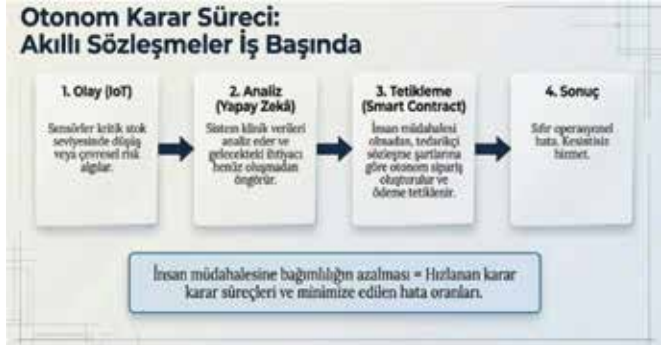 Otonom Karar Süreci:
Akıllı Sözleşmeler İş Başında
1. Olay (IoT)
Sensörler kritik stok
seviyesinde düşüş
veya çevresel risk
algılar.
2. Analiz
(Yapay Zekâ)
Sistem klinik verileri
analiz eder ve
gelecekteki ihtiyacı
henüz oluşmadan
öngörür.
3. Tetikleme
(Smart Contract)
İnsan müdahalesi
olmadan, tedarikçi
sözleşme şartlarına
göre otonom sipariş
oluşturulur ve
ödeme tetiklenir.
4. Sonuç
Sıfır operasyonel
hata. Kesintisiz
hizmet.
İnsan müdahalesine bağımlılığın azalması = Hızlanan karar
karar süreçleri ve minimize edilen hata oranları.